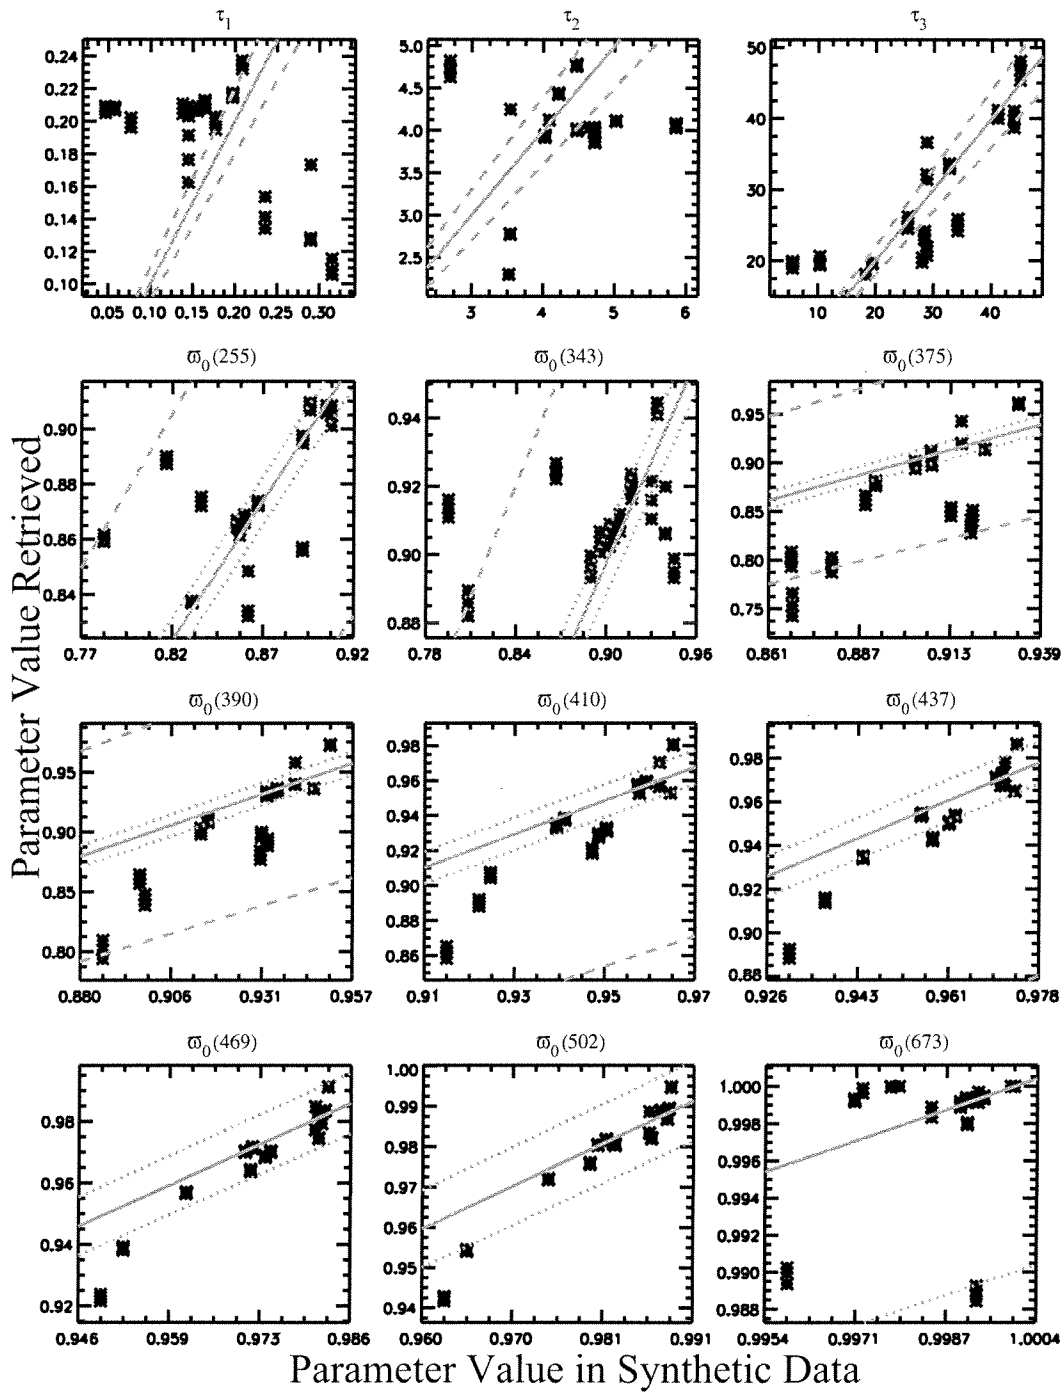 τ1 τ2 τ3
0.24 5.0 50
0.22 4.5
0.20 4.0 40
0.18 3.5
0.16 30
0.14 3.0
0.12 2.5 20
0.10
0.05 0.10 0.15 0.20 0.25 0.30 3 4 5 6 10 20 30 40
ϖ0(255) ϖ0(343) ϖ0(375)
0.90 0.94 0.95
0.88 0.92 0.90
0.86 0.90 0.85
0.84 0.88 0.80
0.75
0.77 0.82 0.87 0.92 0.78 0.84 0.90 0.96 0.861 0.887 0.913 0.939
Parameter Value Retrieved
ϖ0(390) ϖ0(410) ϖ0(437)
0.95 0.98 0.98
0.90 0.96 0.96
0.85 0.94 0.94
0.80 0.92 0.92
0.90 0.90
0.88 0.88
0.86
0.880 0.906 0.931 0.957 0.91 0.93 0.95 0.97 0.926 0.943 0.961 0.978
ϖ0(469) ϖ0(502) ϖ0(673)
0.98 1.00 1.000
0.96 0.99 0.998
0.94 0.98 0.996
0.92 0.97 0.994
0.96 0.992
0.95 0.990
0.94 0.988
0.946 0.959 0.973 0.986 0.960 0.970 0.981 0.991 0.9954 0.9971 0.9987 1.0004
Parameter Value in Synthetic Data